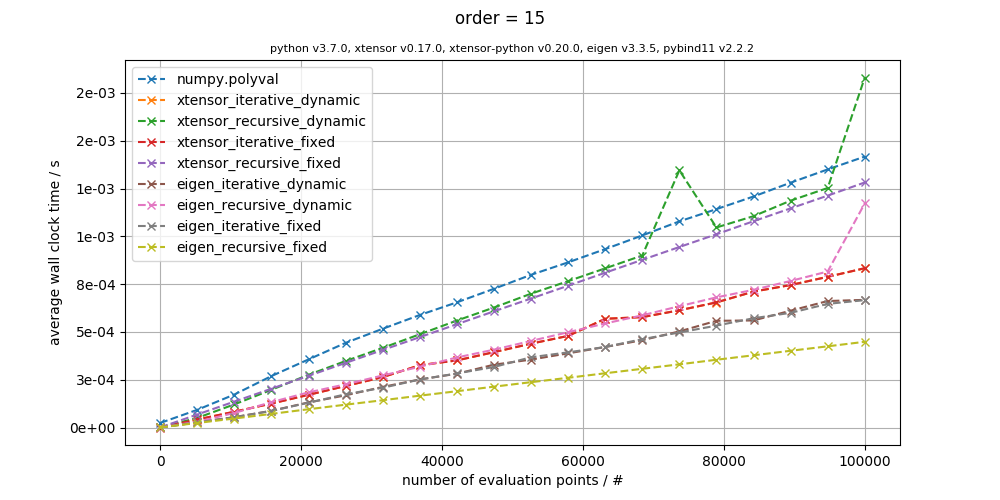 order = 15
python v3.7.0, xtensor v0.17.0, xtensor-python v0.20.0, eigen v3.3.5, pybind11 v2.2.2
numpy.polyval
xtensor_iterative_dynamic
xtensor_recursive_dynamic
xtensor_iterative_fixed
xtensor_recursive_fixed
eigen_iterative_dynamic
eigen_recursive_dynamic
eigen_iterative_fixed
eigen_recursive_fixed
average wall clock time / s
2e-03
2e-03
1e-03
1e-03
8e-04
5e-04
3e-04
0e+00
0 20000 40000 60000 80000 100000
number of evaluation points / #